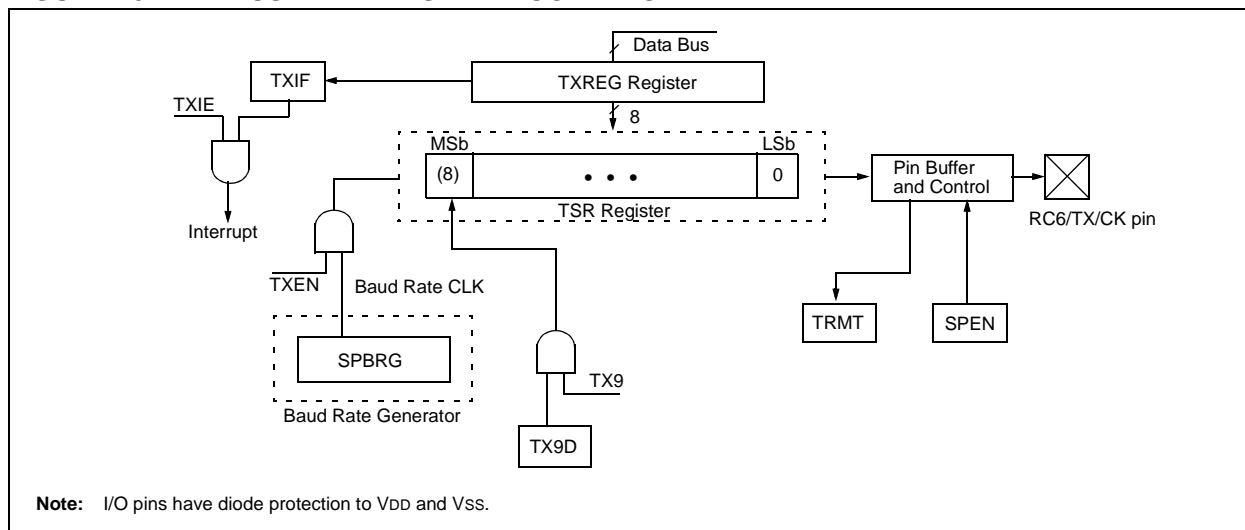 Data Bus
TXIF
TXREG Register
TXIE
8
MSb
LSb
(8)
• • •
0
Pin Buffer
and Control
TSR Register
Interrupt
RC6/TX/CK pin
TXEN
Baud Rate CLK
TRMT
SPEN
SPBRG
TX9
Baud Rate Generator
TX9D
Note: I/O pins have diode protection to VDD and VSS.